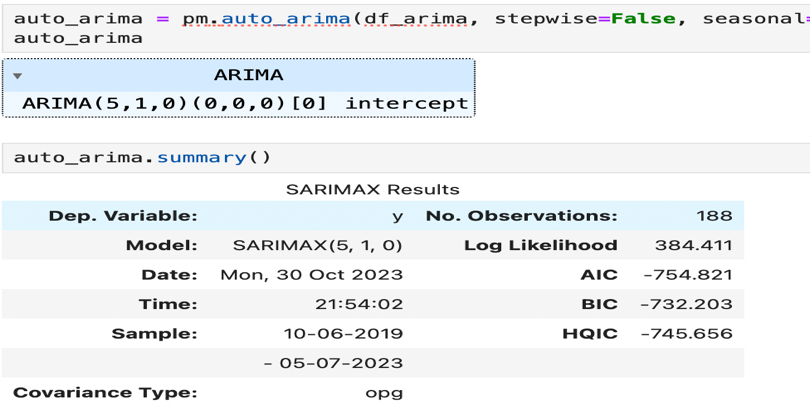 auto_arima = pm.auto_arima(df_arima, stepwise=False, seasonal=
auto_arima
ARIMA
ARIMA(5,1,0)(0,0,0)[0] intercept
auto_arima.summary()
SARIMAX Results
Dep. Variable: y No. Observations: 188
Model: SARIMAX(5, 1, 0) Log Likelihood 384.411
Date: Mon, 30 Oct 2023 AIC -754.821
Time: 21:54:02 BIC -732.203
Sample: 10-06-2019 HQIC -745.656
- 05-07-2023
Covariance Type: opg